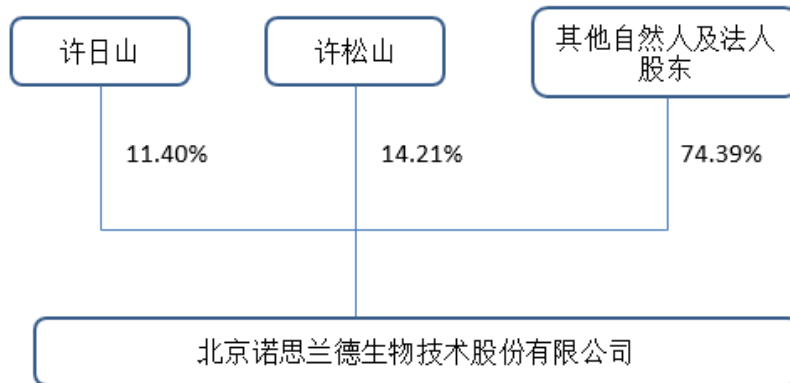 许日山
许松山
其他自然人及法人
股东
11.40%
14.21%
74.39%
北京诺思兰德生物技术股份有限公司